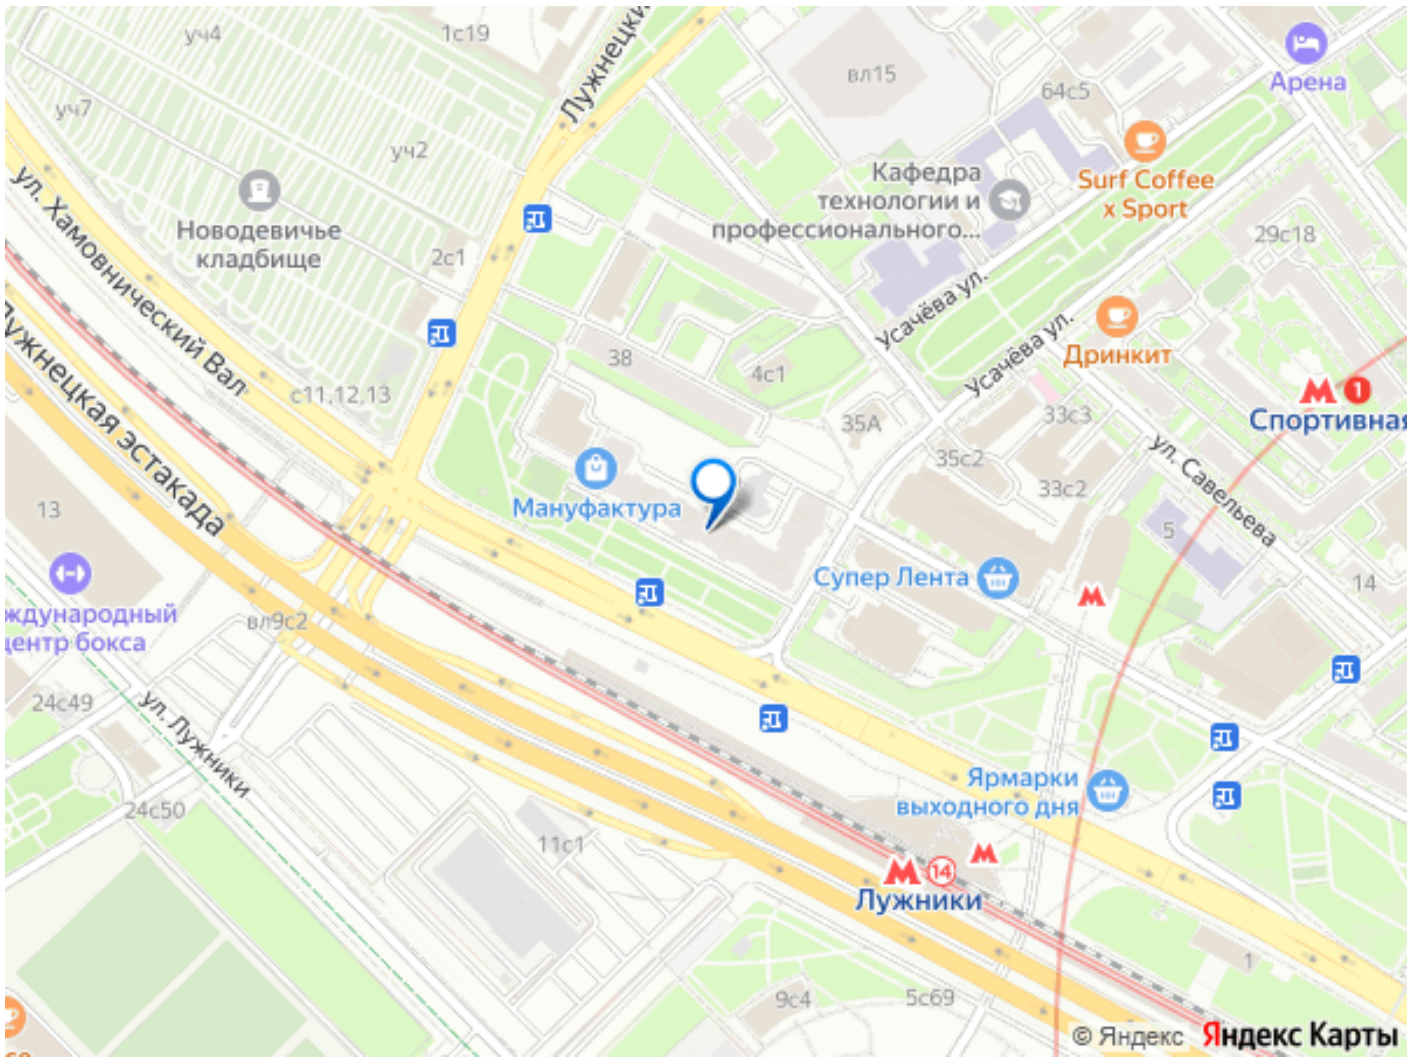 уч4
1с19
Лужнецки
вл15
Арена
64с5
уч7
уч2
Surf Coffee
x Sport
Кафедра
технологии и
профессионального...
ул. Хамовнический Вал
Новодевичье
кладбище
2с1
29с18
Усачёва ул.
Усачёва ул.
Дринкит
38
4с1
с11,12,13
35А
33с3
1
Спортивная
Лужнецкая эстакада
35с2
33с2
ул. Савельева
Мануфактура
13
5
Супер Лента
14
ждународный
центр бокса
вл9с2
24с49
ул. Лужники
24с50
11с1
Ярмарки
выходного дня
14
Лужники
1
9с4
5с69
© Яндекс Яндекс Карты